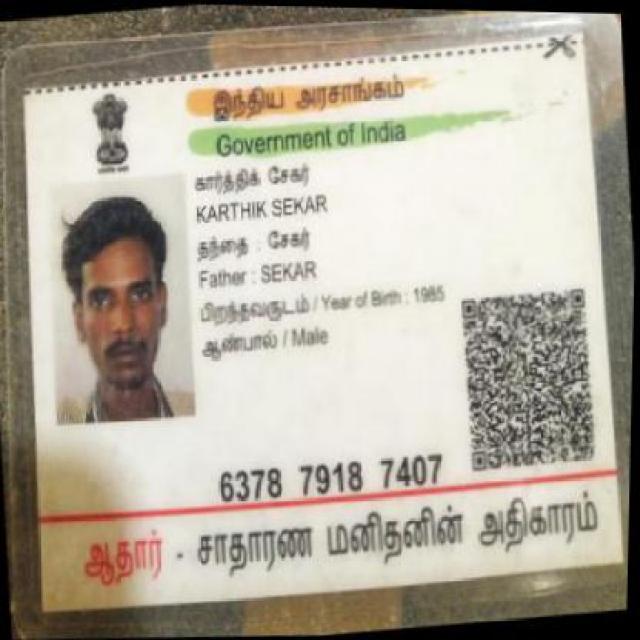 இந்திய அரசாங்கம்
Government of India
கார்த்திக் சேகர்
KARTHIK SEKAR
தந்தை : சேகர்
Father : SEKAR
பிறந்தவருடம் / Year of Birth : 1985
ஆண்பால் / Male
6378 7918 7407
ஆதார் - சாதாரண மனிதனின் அதிகாரம்